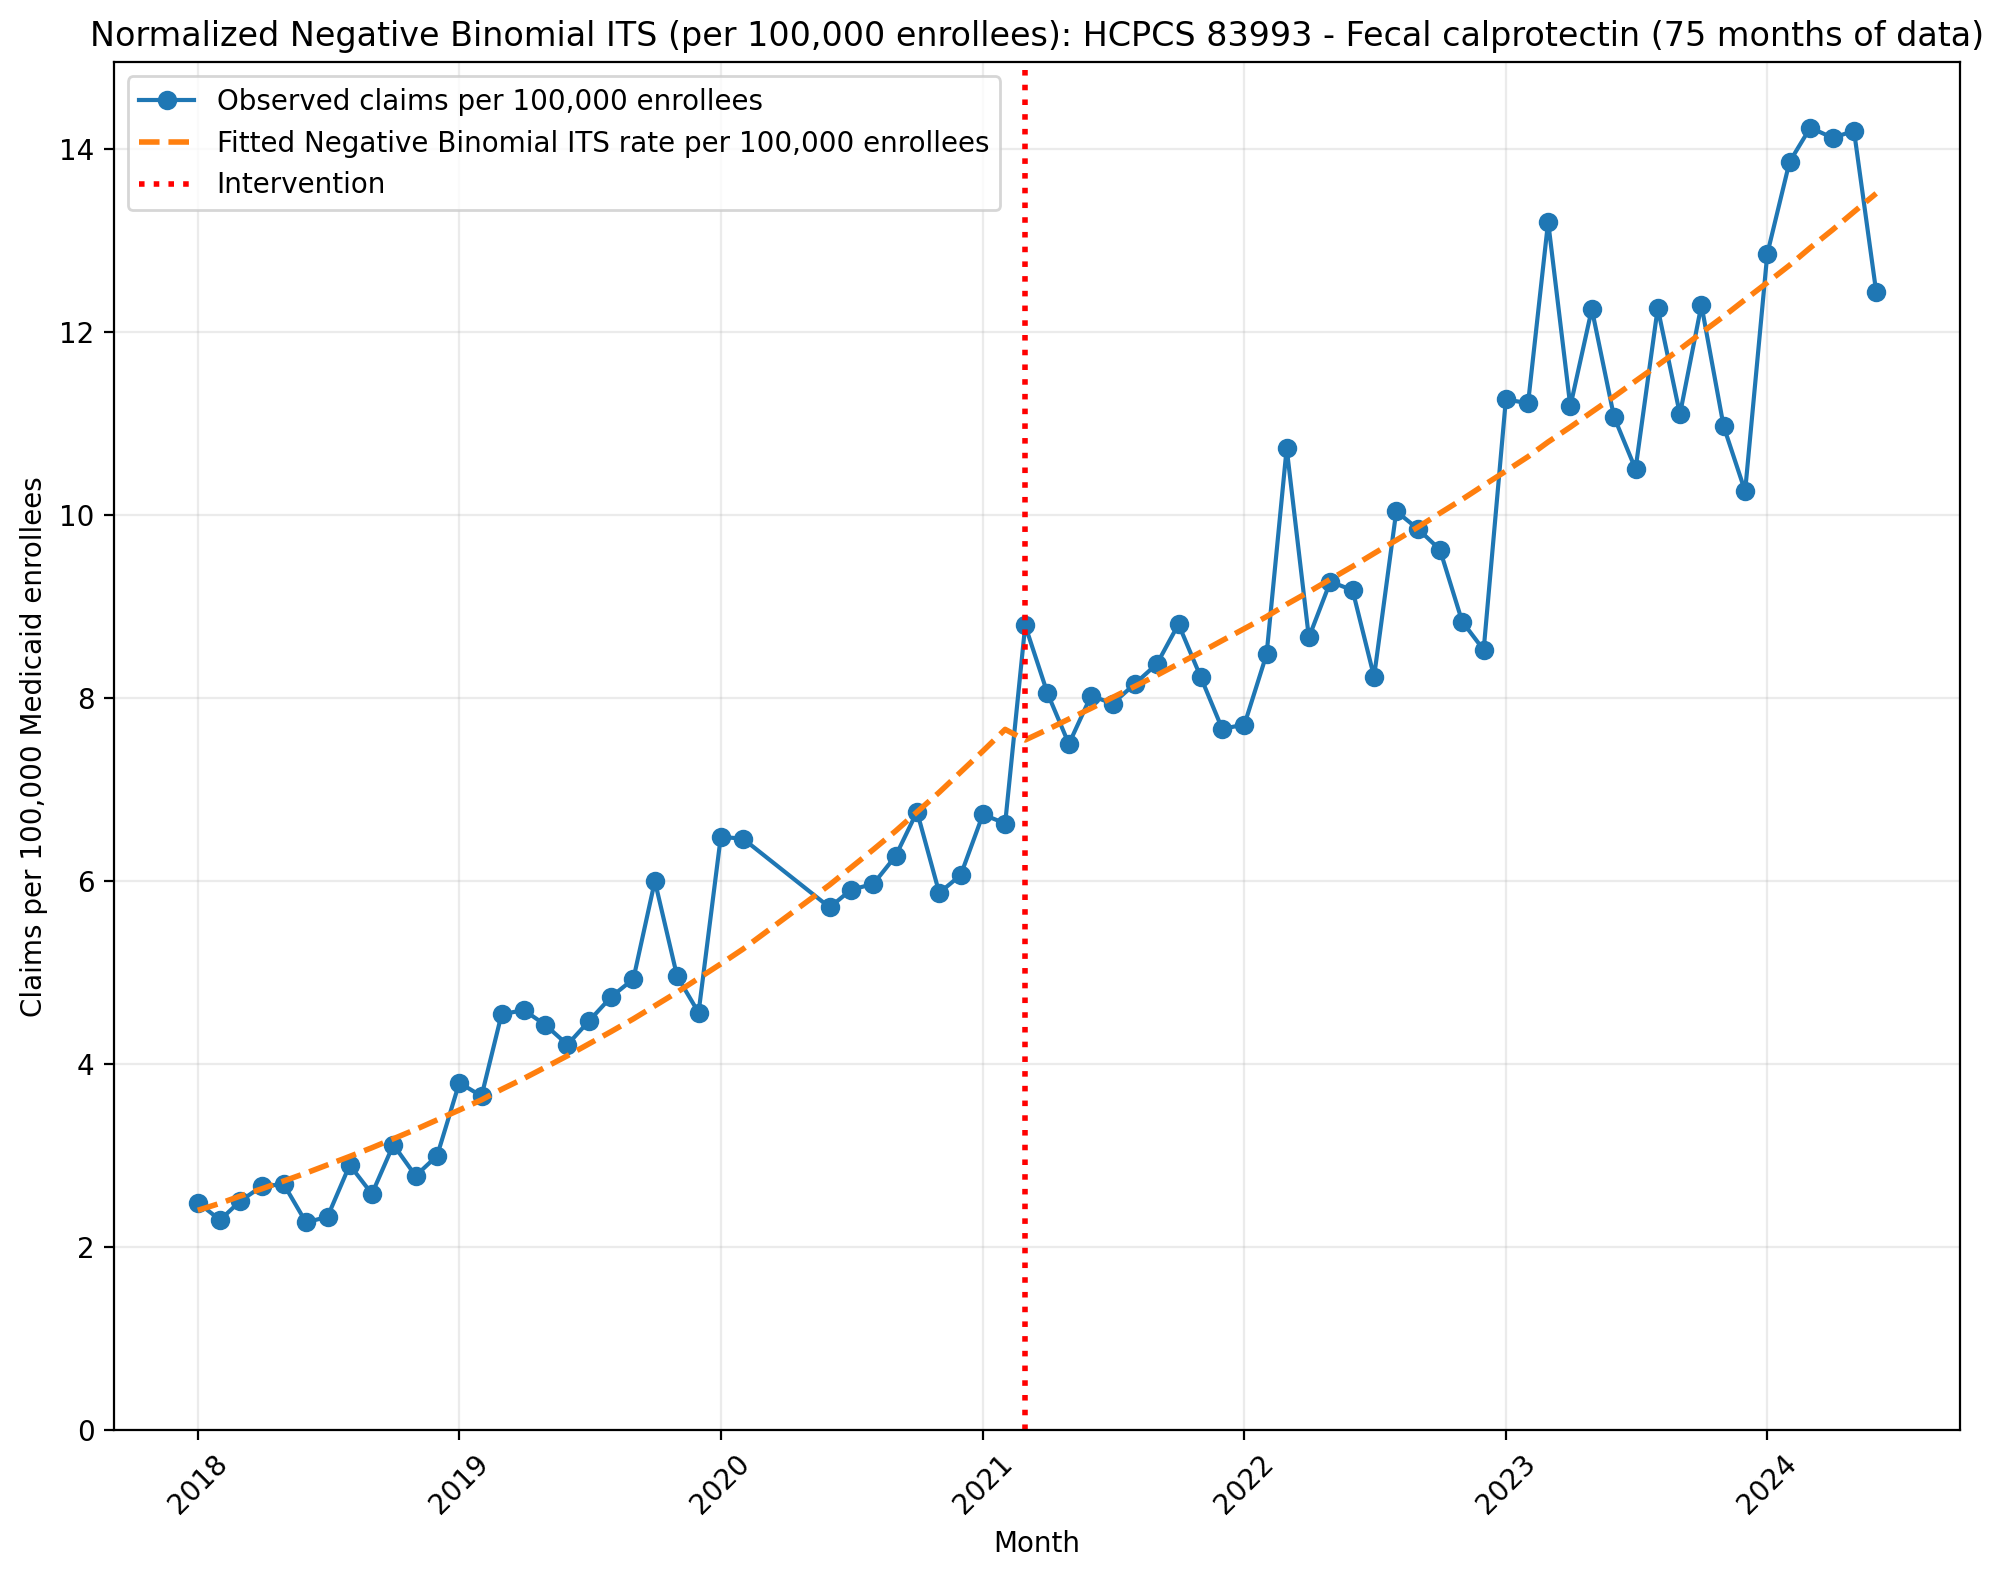 Normalized Negative Binomial ITS (per 100,000 enrollees): HCPCS 83993 - Fecal calprotectin (75 months of data)
Observed claims per 100,000 enrollees
Fitted Negative Binomial ITS rate per 100,000 enrollees
Intervention
Claims per 100,000 Medicaid enrollees
14
12
10
8
6
4
2
0
2018
2019
2020
2021
2022
2023
2024
Month